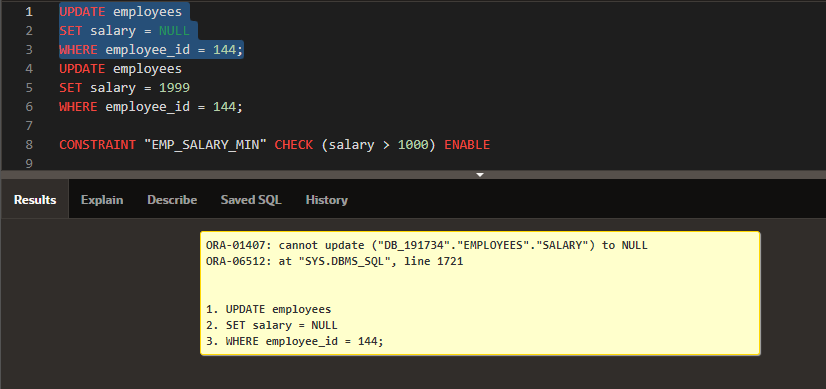 1 UPDATE employees
2 SET salary = NULL
3 WHERE employee_id = 144;
4 UPDATE employees
5 SET salary = 1999
6 WHERE employee_id = 144;
7
8 CONSTRAINT "EMP_SALARY_MIN" CHECK (salary > 1000) ENABLE
9
Results Explain Describe Saved SQL History
ORA-01407: cannot update ("DB_191734"."EMPLOYEES"."SALARY") to NULL
ORA-06512: at "SYS.DBMS_SQL", line 1721
1. UPDATE employees
2. SET salary = NULL
3. WHERE employee_id = 144;